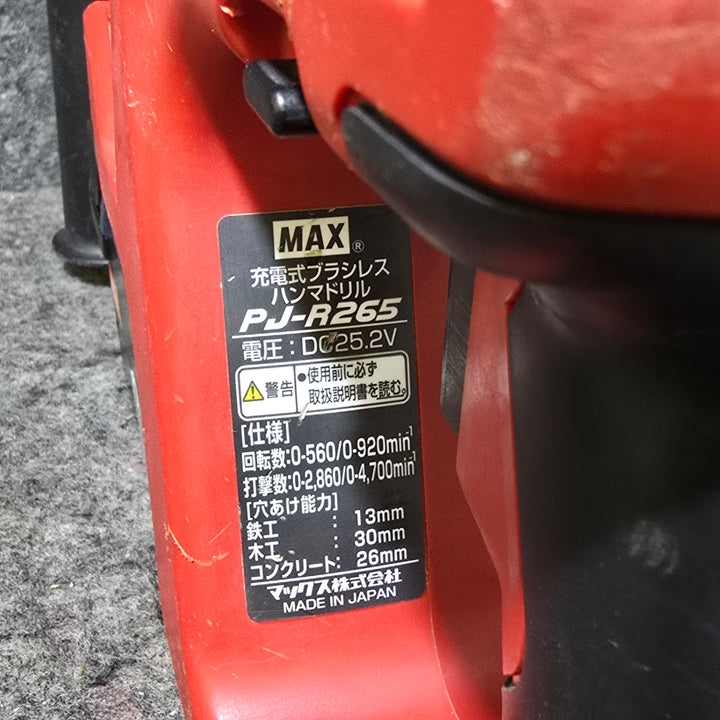 MAX®
充電式ブラシレス
ハンマドリル
PJ-R265
電圧：DC25.2V
警告
●使用前に必ず
取扱説明書を読む。
[仕様]
回転数:0-560/0-920min⁻¹
打撃数:0-2,860/0-4,700min⁻¹
[穴あけ能力]
鉄工 : 13mm
木工 : 30mm
コンクリート: 26mm
マックス株式会社
MADE IN JAPAN